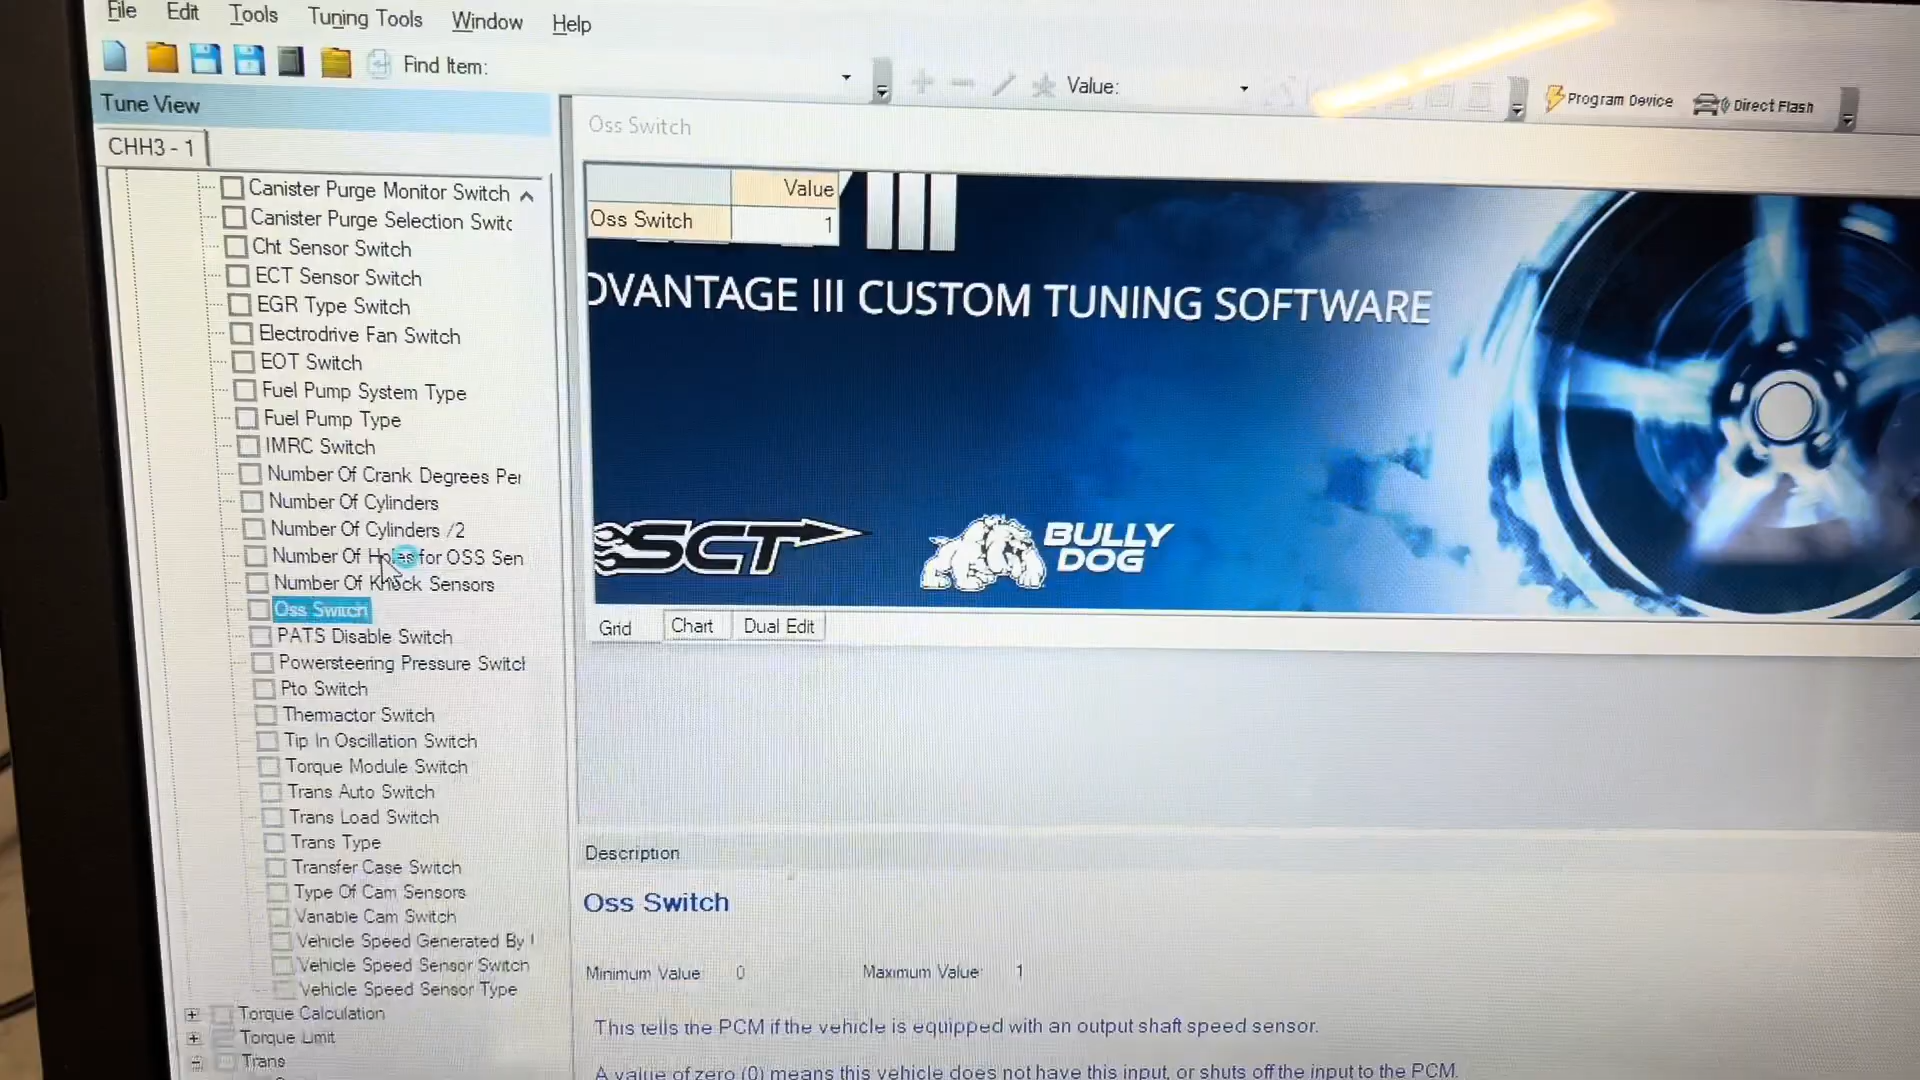 File Edit Tools Tuning Tools Window Help
Find Item:
Value:
Program Device
Direct Flash
Tune View
CHH3 - 1
Canister Purge Monitor Switch
Canister Purge Selection Switc
Cht Sensor Switch
ECT Sensor Switch
EGR Type Switch
Electrodrive Fan Switch
EOT Switch
Fuel Pump System Type
Fuel Pump Type
IMRC Switch
Number Of Crank Degrees Per
Number Of Cylinders
Number Of Cylinders /2
Number Of Holes for OSS Sen
Number Of Knock Sensors
Oss Switch
PATS Disable Switch
Powersteering Pressure Switch
Pto Switch
Thermactor Switch
Tip In Oscillation Switch
Torque Module Switch
Trans Auto Switch
Trans Load Switch
Trans Type
Transfer Case Switch
Type Of Cam Sensors
Variable Cam Switch
Vehicle Speed Generated By
Vehicle Speed Sensor Switch
Vehicle Speed Sensor Type
Torque Calculation
Torque Limit
Trans
Oss Switch
Value
Oss Switch 1
III
DVANTAGE III CUSTOM TUNING SOFTWARE
SCT
BULLY DOG
Grid Chart Dual Edit
Description
Oss Switch
Minimum Value: 0 Maximum Value: 1
This tells the PCM if the vehicle is equipped with an output shaft speed sensor.
A value of zero (0) means this vehicle does not have this input, or shuts off the input to the PCM.